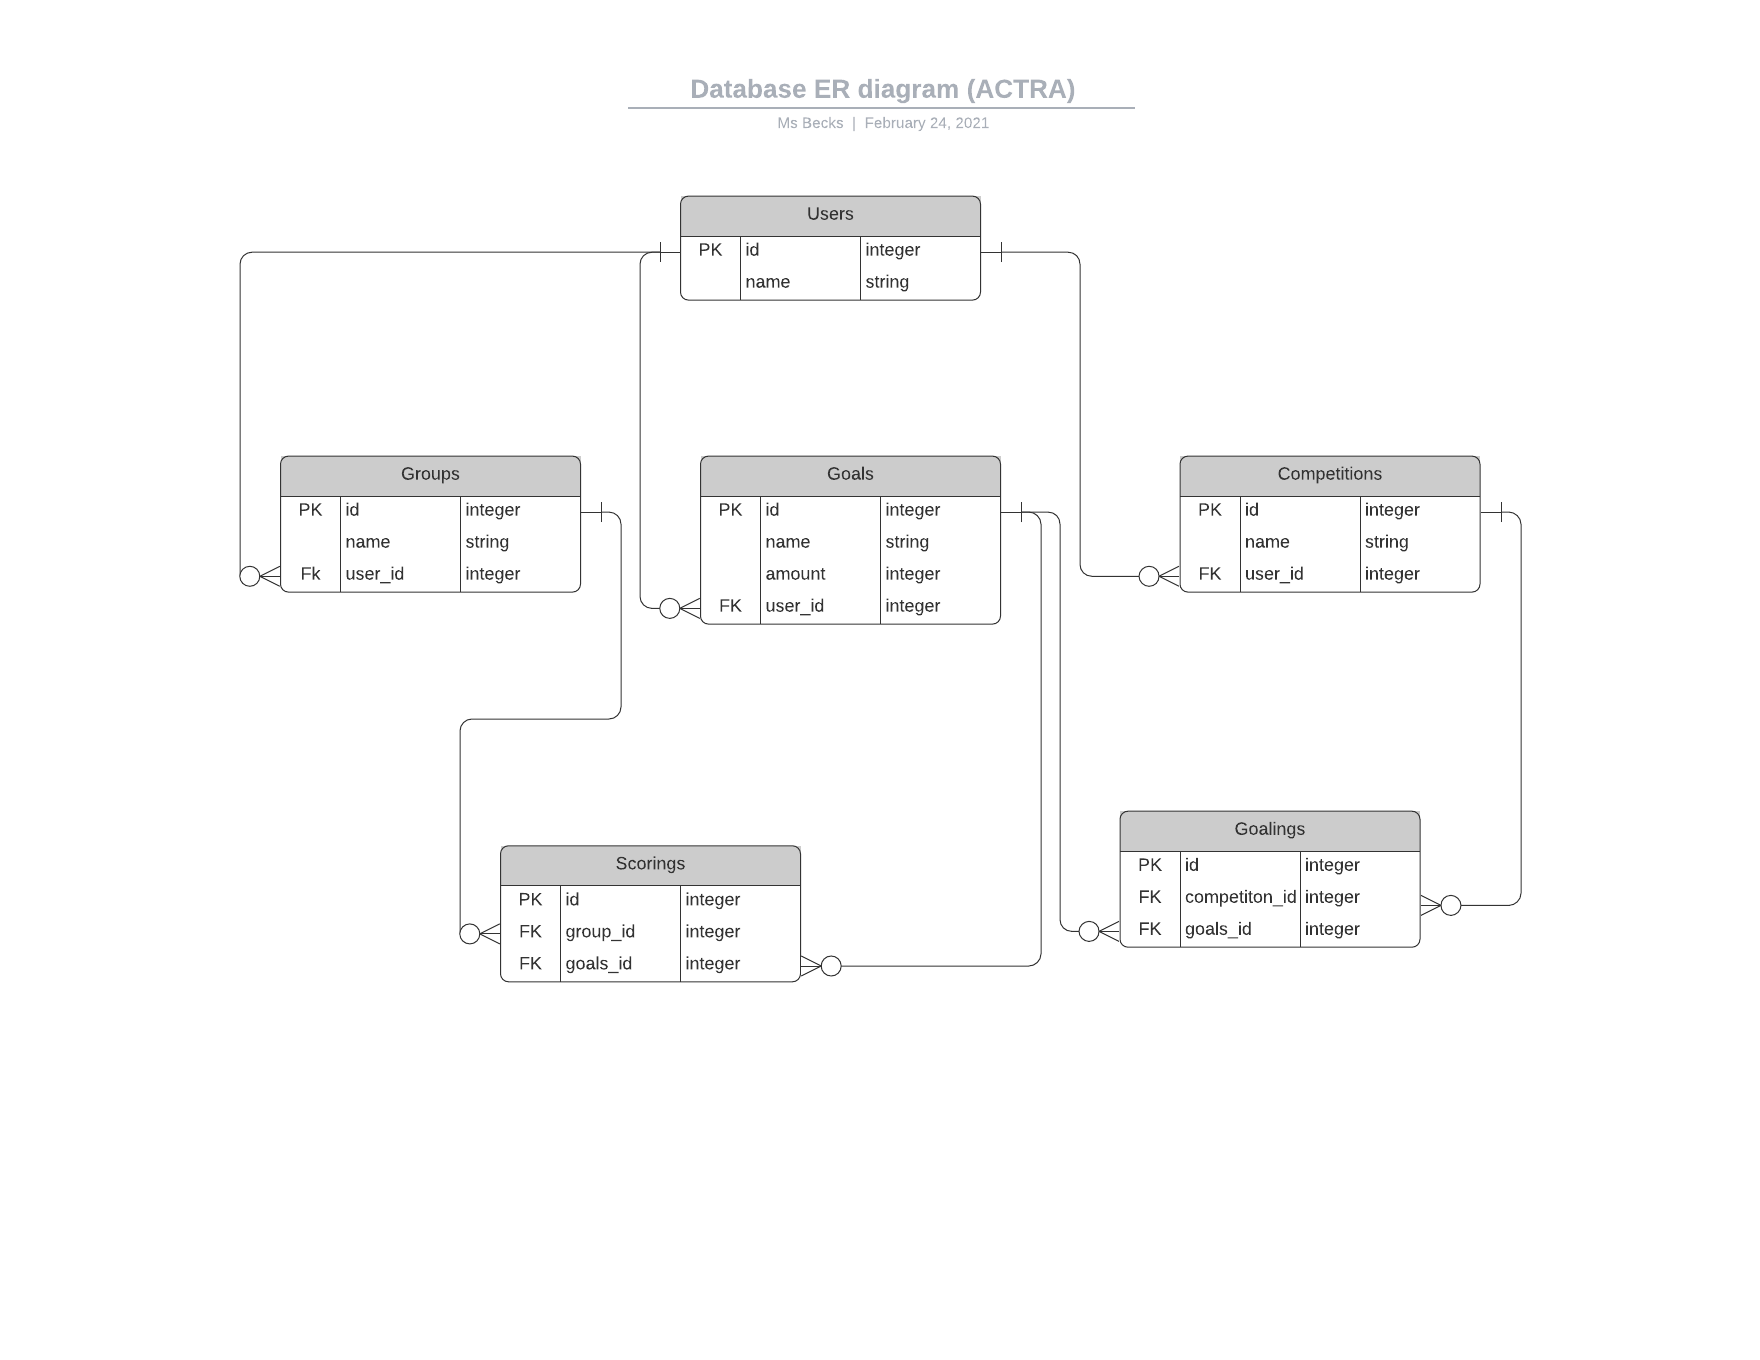 Database ER diagram (ACTRA)
Ms Becks | February 24, 2021
Users
PK id integer
name string
Groups
PK id integer
name string
Fk user_id integer
Goals
PK id integer
name string
amount integer
FK user_id integer
Competitions
PK id integer
name string
FK user_id integer
Scorings
PK id integer
FK group_id integer
FK goals_id integer
Goalings
PK id integer
FK competiton_id integer
FK goals_id integer